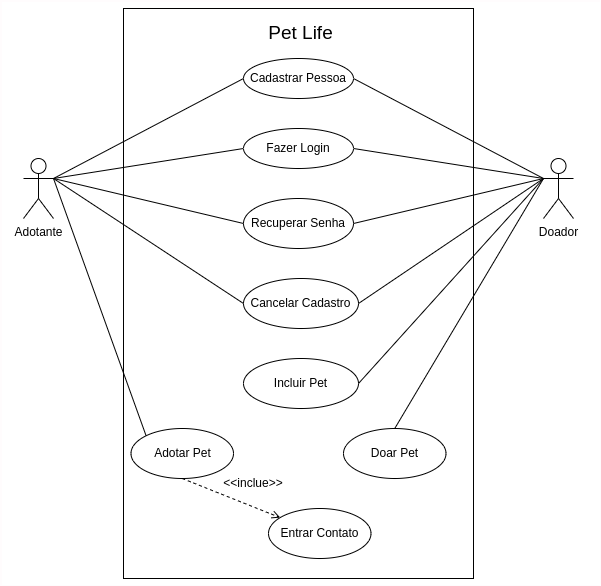 Pet Life
Cadastrar Pessoa
Fazer Login
Recuperar Senha
Adotante
Doador
Cancelar Cadastro
Incluir Pet
Adotar Pet
Doar Pet
<<inclue>>
Entrar Contato